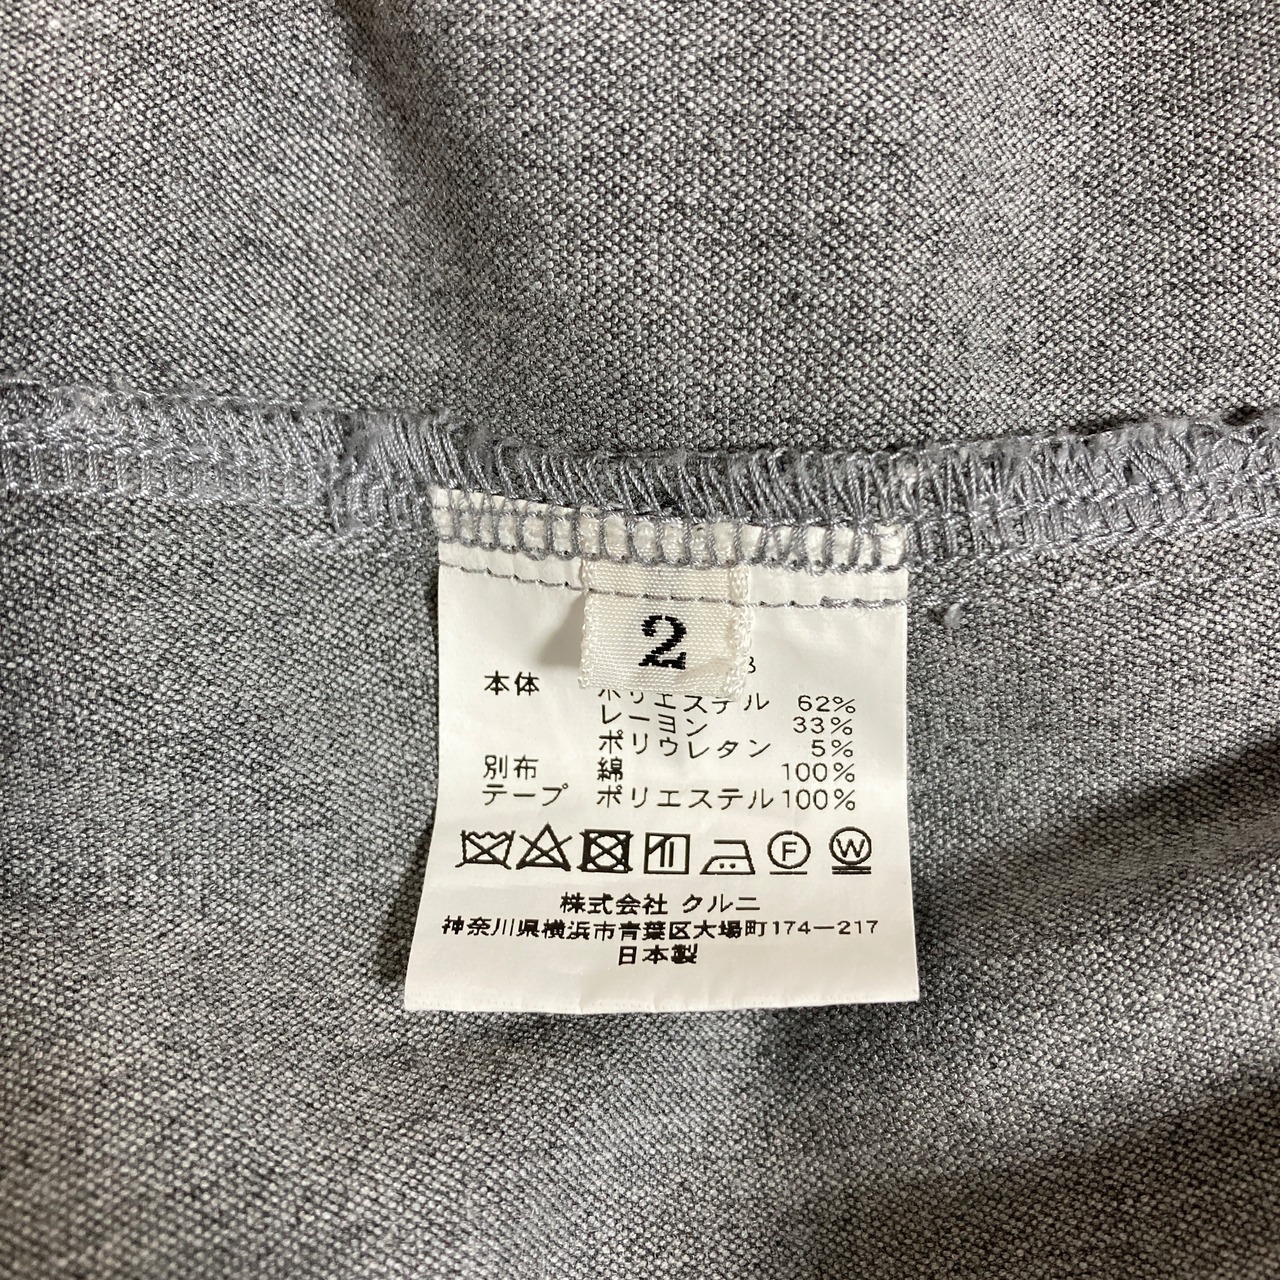 2
本体
ポリエステル 62%
レーヨン 33%
ポリウレタン 5%
別布 綿 100%
テープ ポリエステル 100%
F W
株式会社 クルニ
神奈川県横浜市青葉区大場町174ー217
日本製